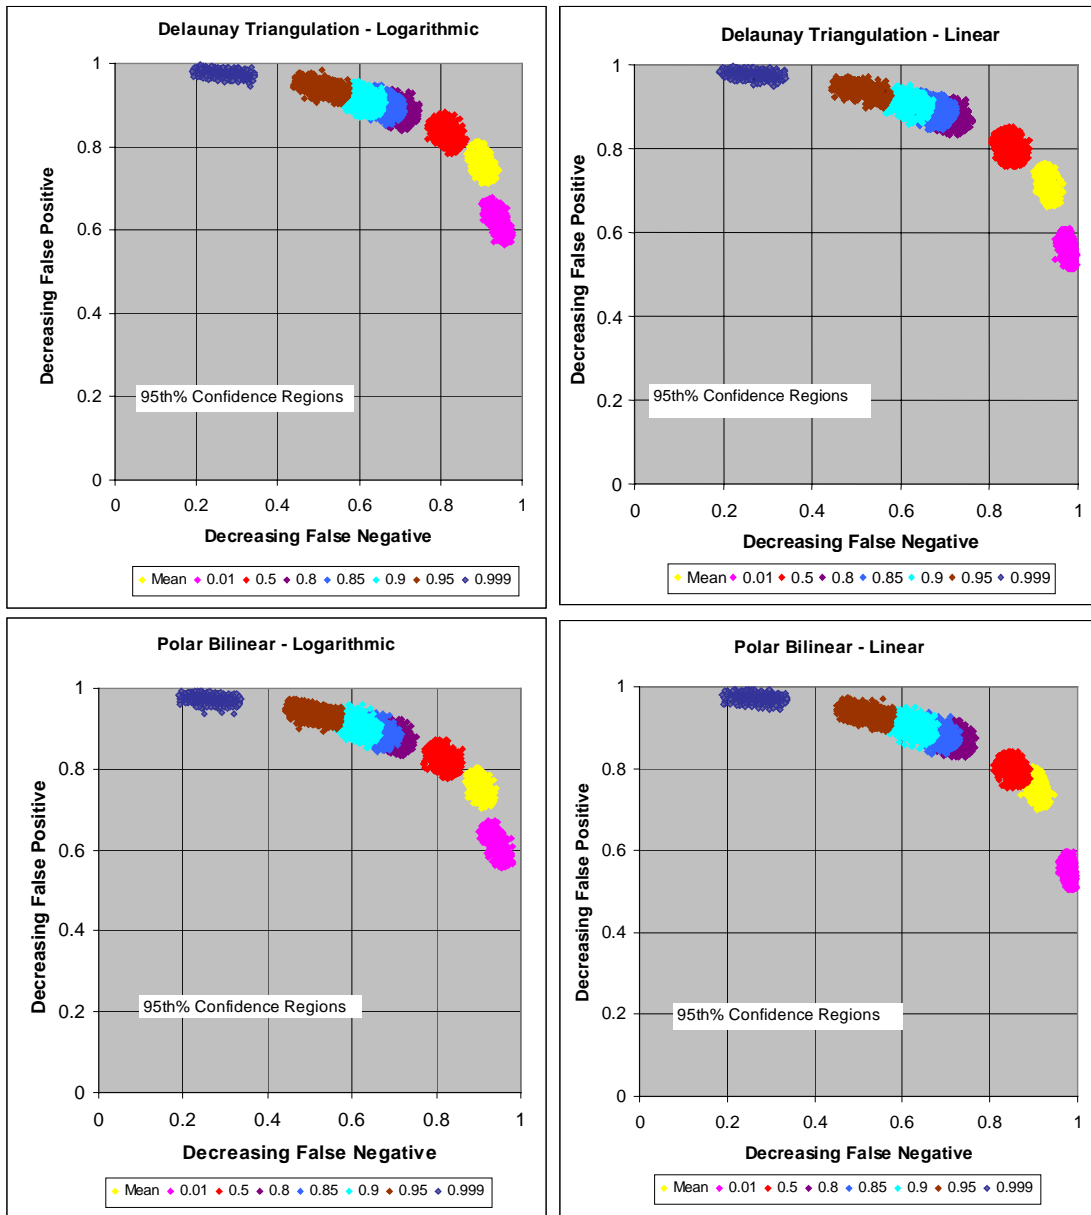 Delaunay Triangulation - Logarithmic
1
0.8
0.6
0.4
0.2
0
Decreasing False Positive
95th% Confidence Regions
0 0.2 0.4 0.6 0.8 1
Decreasing False Negative
Mean 0.01 0.5 0.8 0.85 0.9 0.95 0.999
Delaunay Triangulation - Linear
1
0.8
0.6
0.4
0.2
0
Decreasing False Positive
95th% Confidence Regions
0 0.2 0.4 0.6 0.8 1
Decreasing False Negative
Mean 0.01 0.5 0.8 0.85 0.9 0.95 0.999
Polar Bilinear - Logarithmic
1
0.8
0.6
0.4
0.2
0
Decreasing False Positive
95th% Confidence Regions
0 0.2 0.4 0.6 0.8 1
Decreasing False Negative
Mean 0.01 0.5 0.8 0.85 0.9 0.95 0.999
Polar Bilinear - Linear
1
0.8
0.6
0.4
0.2
0
Decreasing False Positive
95th% Confidence Regions
0 0.2 0.4 0.6 0.8 1
Decreasing False Negative
Mean 0.01 0.5 0.8 0.85 0.9 0.95 0.999